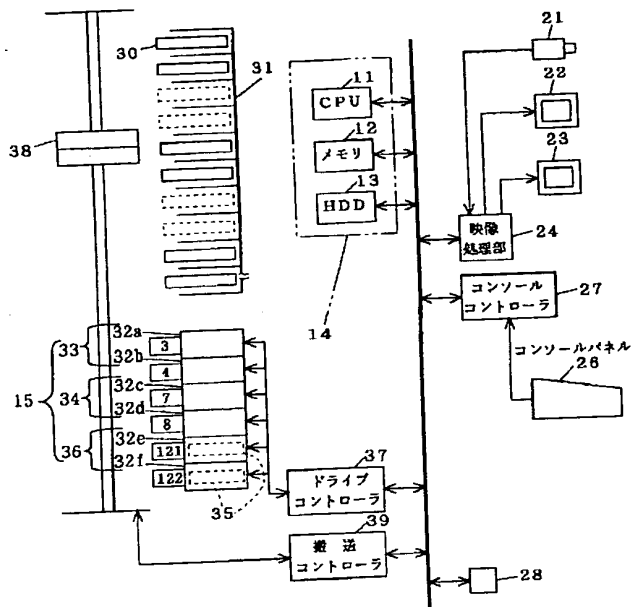 30
31
38
11
CPU
12
メモリ
13
HDD
14
21
22
23
映像
処理部
24
コンソール
コントローラ
27
コンソールパネル
26
15
33
34
36
32a
32b
32c
32d
32e
32f
3
4
7
8
121
122
35
37
ドライブ
コントローラ
39
搬送
コントローラ
28